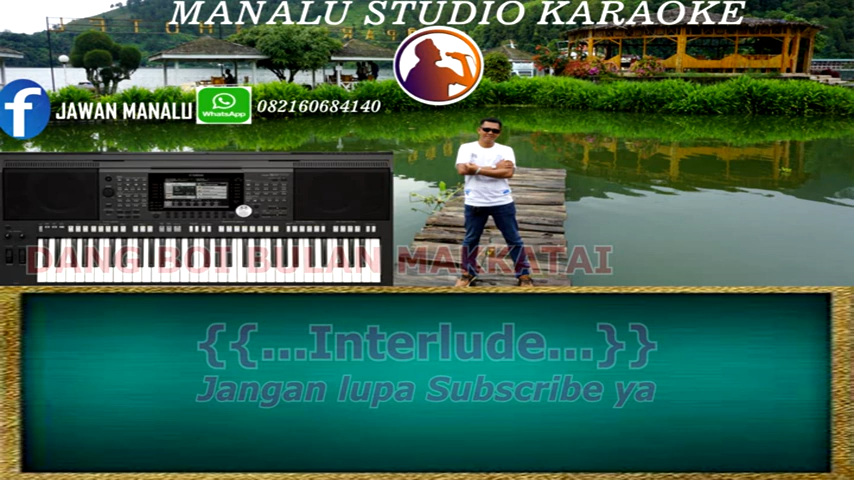 MANALU STUDIO KARAOKE
f JAWAN MANALU WhatsApp 082160684140
DANG BOI BULAN MAKKATAI
{{...Interlude...}}
Jangan lupa Subscribe ya